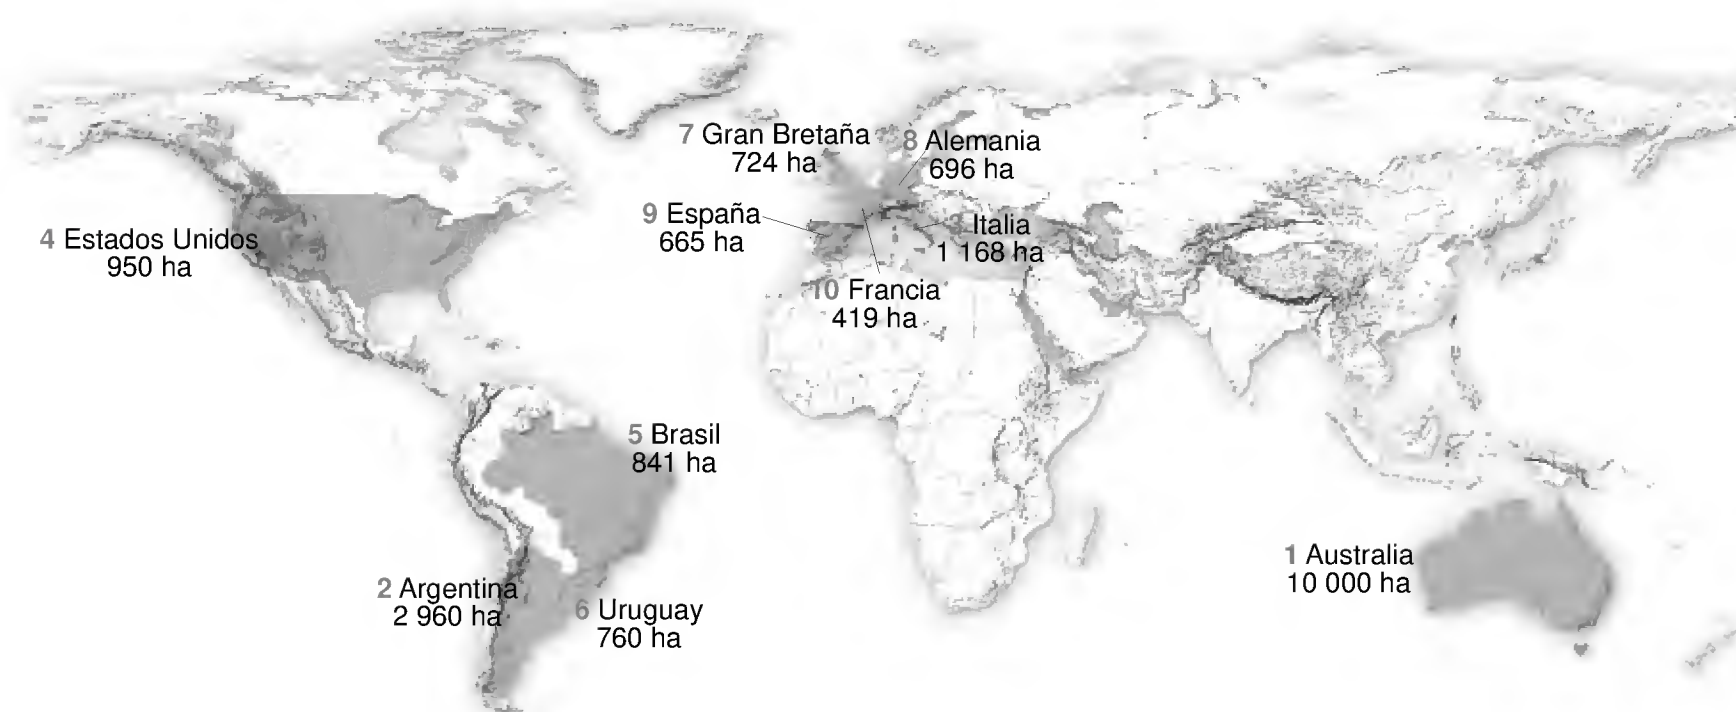 7 Gran Bretaña
724 ha
8 Alemania
696 ha
9 España
665 ha
3 Italia
1 168 ha
4 Estados Unidos
950 ha
10 Francia
419 ha
5 Brasil
841 ha
1 Australia
10 000 ha
2 Argentina
2 960 ha
6 Uruguay
760 ha